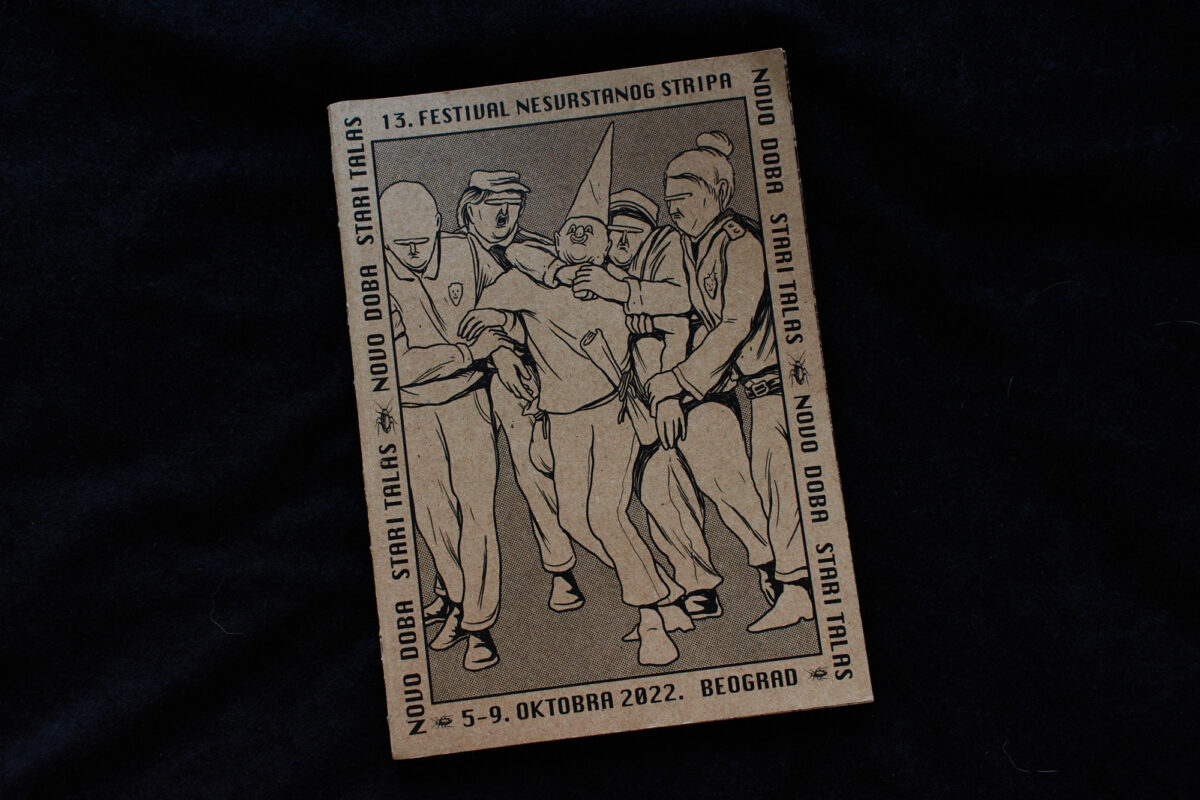 13. FESTIVAL NESVRSTANOG STRIPA
NOVO DOBA STARI TALAS NOVO DOBA STARI TALAS
NOVO DOBA STARI TALAS NOVO DOBA STARI TALAS
5-9. OKTOBRA 2022. BEOGRAD